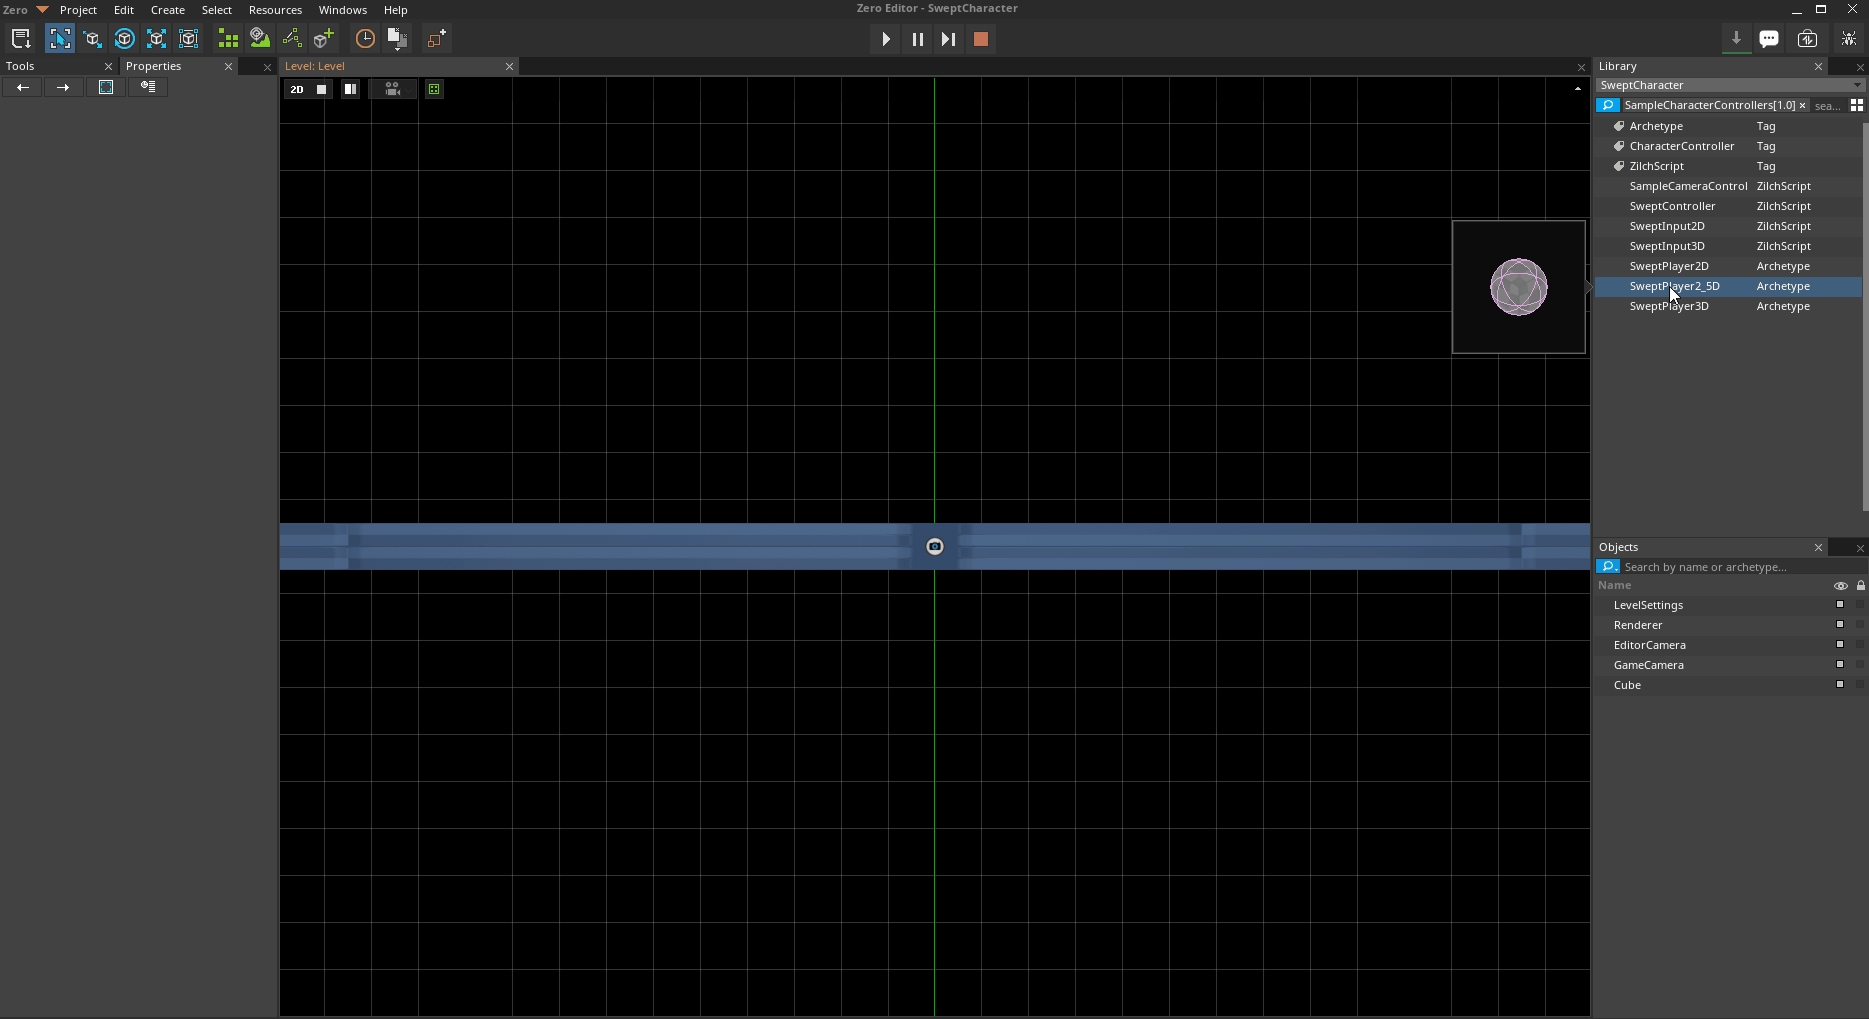 Zero Project Edit Create Select Resources Windows Help Zero Editor - SweptCharacter
Tools Properties Level: Level Library
2D
SweptCharacter
SampleCharacterControllers[1.0] × sea...
Archetype Tag
CharacterController Tag
ZilchScript Tag
SampleCameraControl ZilchScript
SweptController ZilchScript
SweptInput2D ZilchScript
SweptInput3D ZilchScript
SweptPlayer2D Archetype
SweptPlayer2_5D Archetype
SweptPlayer3D Archetype
Objects
Search by name or archetype...
Name
LevelSettings
Renderer
EditorCamera
GameCamera
Cube